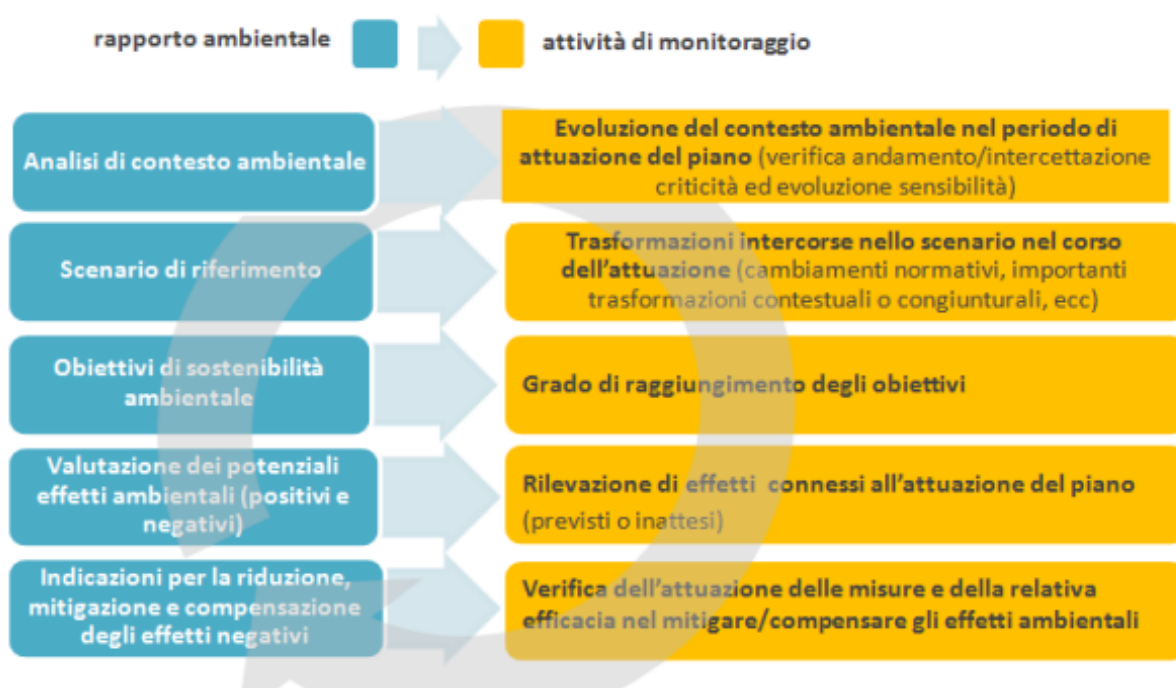 rapporto ambientale
attività di monitoraggio
Analisi di contesto ambientale
Evoluzione del contesto ambientale nel periodo di
attuazione del piano (verifica andamento/intercettazione
criticità ed evoluzione sensibilità)
Scenario di riferimento
Trasformazioni intercorse nello scenario nel corso
dell'attuazione (cambiamenti normativi, importanti
trasformazioni contestuali o congiunturali, ecc)
Obiettivi di sostenibilità
ambientale
Grado di raggiungimento degli obiettivi
Valutazione dei potenziali
effetti ambientali (positivi e
negativi)
Rilevazione di effetti connessi all'attuazione del piano
(previsti o inattesi)
Indicazioni per la riduzione,
mitigazione e compensazione
degli effetti negativi
Verifica dell'attuazione delle misure e della relativa
efficacia nel mitigare/compensare gli effetti ambientali